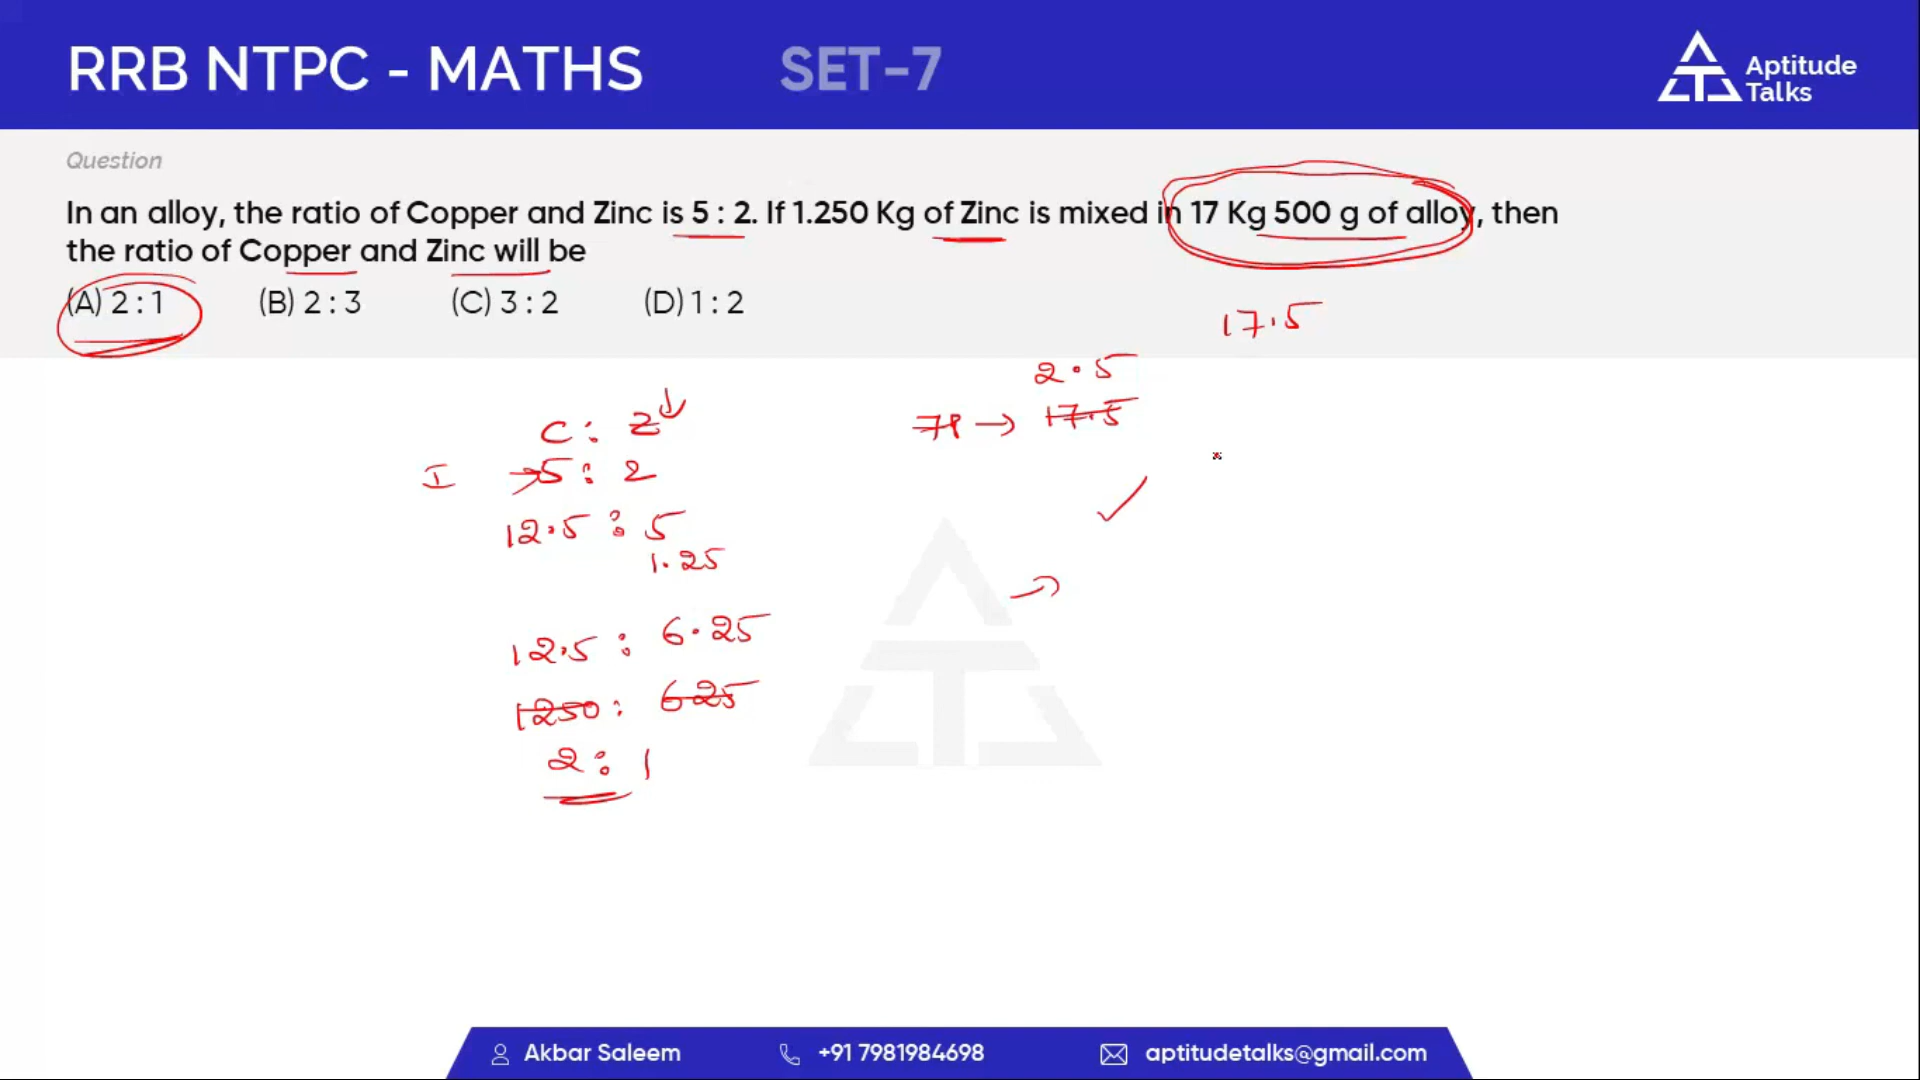 RRB NTPC - MATHS SET-7
Aptitude
Talks
Question
In an alloy, the ratio of Copper and Zinc is 5 : 2. If 1.250 Kg of Zinc is mixed in 17 Kg 500 g of alloy, then
the ratio of Copper and Zinc will be
(A) 2 : 1 (B) 2 : 3 (C) 3 : 2 (D) 1 : 2
17.5
2.5
7P → 17.5
C : Z
I → 5 : 2
12.5 : 5
1.25
12.5 : 6.25
1250 : 625
2 : 1
Akbar Saleem +91 7981984698 aptitudetalks@gmail.com